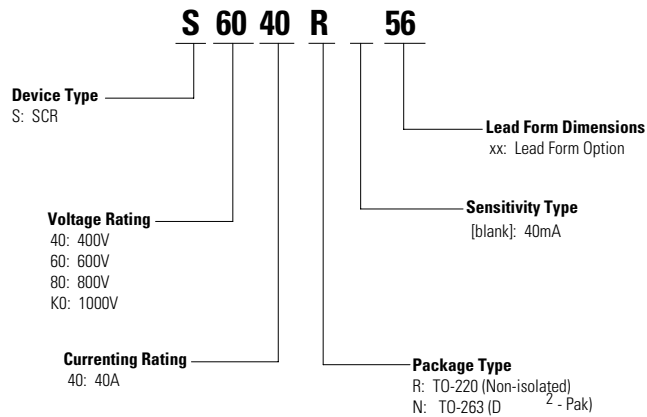 S 60 40 R 56
Device Type
S: SCR
Lead Form Dimensions
xx: Lead Form Option
Voltage Rating
40: 400V
60: 600V
80: 800V
K0: 1000V
Sensitivity Type
[blank]: 40mA
Currenting Rating
40: 40A
Package Type
R: TO-220 (Non-isolated)
N: TO-263 (D 2 - Pak)